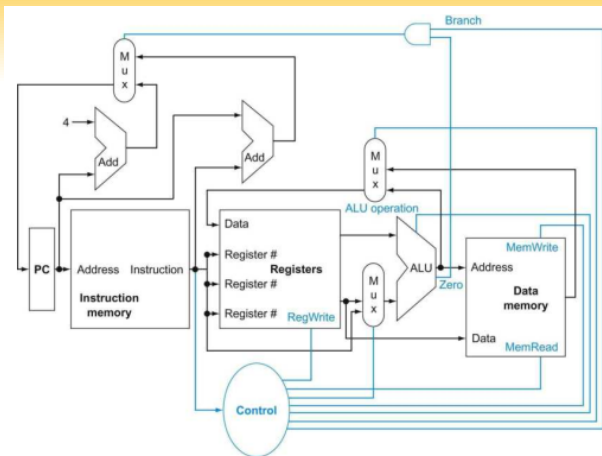 Branch
M
u
x
4
Add
Add
M
u
x
ALU operation
Data
Register #
Register #
Register #
Registers
RegWrite
PC
Address
Instruction
Instruction
memory
M
u
x
ALU
Zero
MemWrite
Address
Data
memory
Data
MemRead
Control